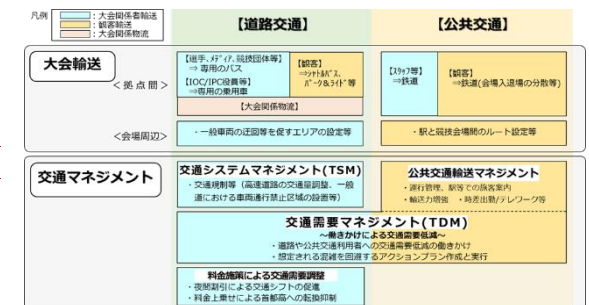 凡例
：大会関係者輸送
：観客輸送
：大会関係物流
【道路交通】
【公共交通】
大会輸送
＜拠点間＞
【選手、ﾒﾃﾞｨｱ、競技団体等】
⇒ 専用のバス
【IOC/IPC役員等】
⇒専用の乗用車
【観客】
⇒ｼｬﾄﾙﾊﾞｽ、
ﾊﾟｰｸ&ﾗｲﾄﾞ等
【大会関係物流】
【ｽﾀｯﾌ等】
⇒鉄道
【観客】
⇒鉄道(会場入退場の分散等)
＜会場周辺＞
・一般車両の迂回等を促すエリアの設定等
・駅と競技会場間のルート設定等
交通マネジメント
交通システムマネジメント(TSM)
・交通規制等（高速道路の交通量調整、一般
道における車両通行禁止区域の設置等）
公共交通輸送マネジメント
・運行管理、駅等での旅客案内
・輸送力増強 ・時差出勤/テレワーク等
交通需要マネジメント(TDM)
～働きかけによる交通需要低減～
・道路や公共交通利用者への交通需要低減の働きかけ
・想定される混雑を回避するアクションプラン作成と実行
料金施策による交通需要調整
・夜間割引による交通シフトの促進
・料金上乗せによる首都高への転換抑制